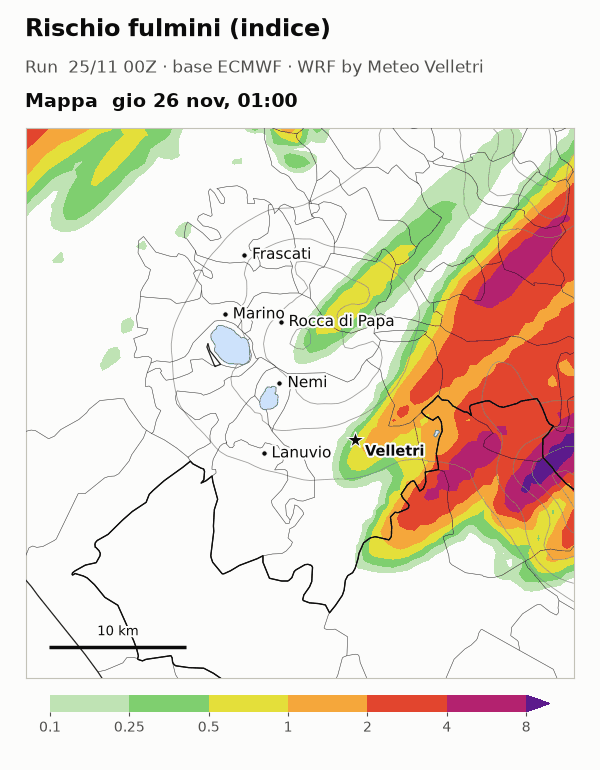 Rischio fulmini (indice)
Run  25/11 00Z · base ECMWF · WRF by Meteo Velletri
Mappa  gio 26 nov, 01:00
Frascati
Marino
Rocca di Papa
Nemi
Velletri
Lanuvio
10 km
0.1 0.25 0.5 1 2 4 8